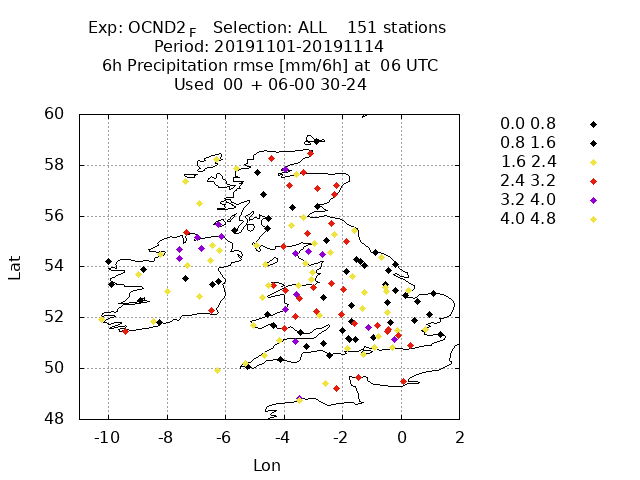 Exp: OCND2 F Selection: ALL 151 stations
Period: 20191101-20191114
6h Precipitation rmse [mm/6h] at 06 UTC
Used 00 + 06-00 30-24
60
58
56
54
52
50
48
Lat
-10 -8 -6 -4 -2 0 2
Lon
0.0 0.8
0.8 1.6
1.6 2.4
2.4 3.2
3.2 4.0
4.0 4.8